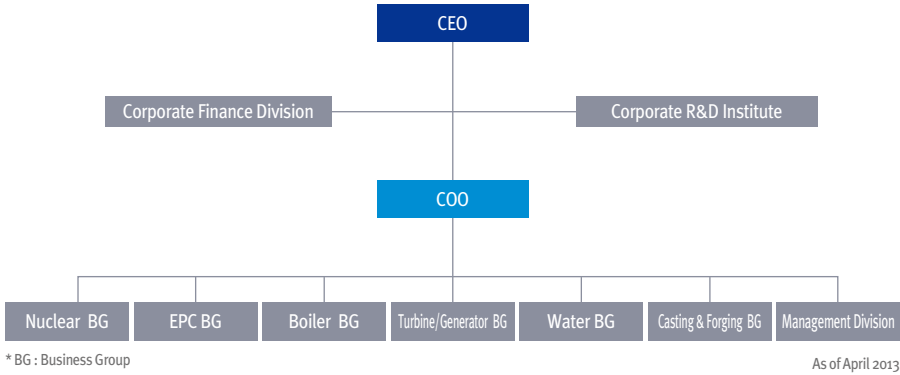 CEO
Corporate Finance Division
Corporate R&D Institute
COO
Nuclear BG
EPC BG
Boiler BG
Turbine/Generator BG
Water BG
Casting & Forging BG
Management Division
* BG : Business Group
As of April 2013